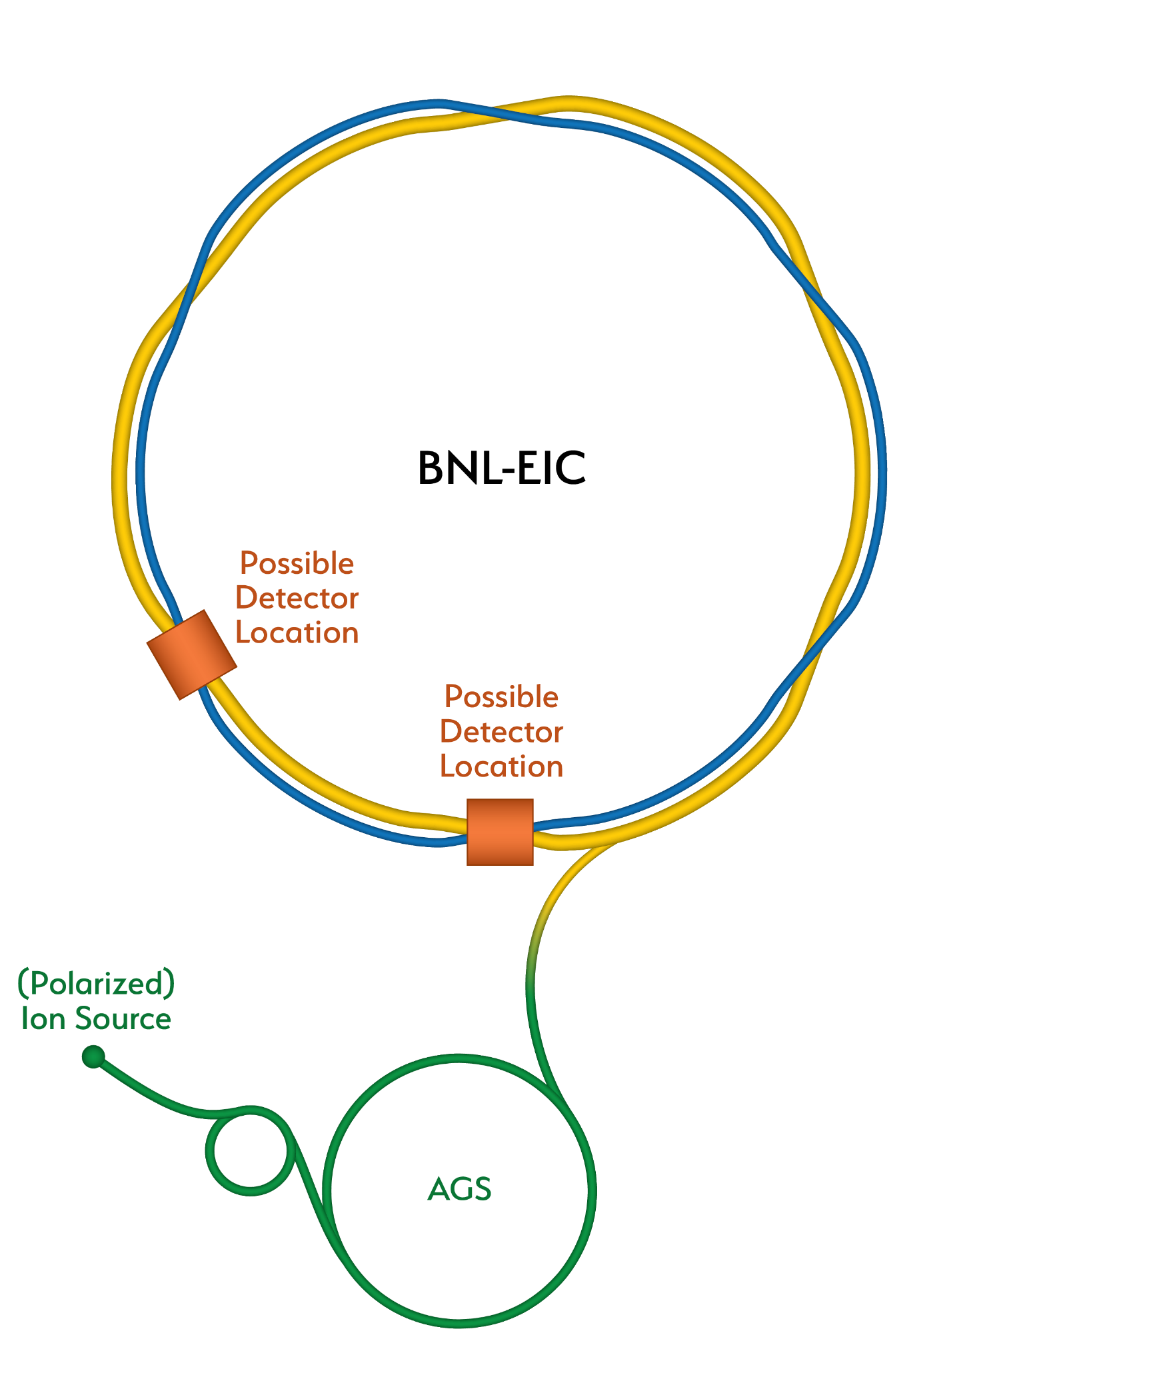 BNL-EIC
Possible
Detector
Location
Possible
Detector
Location
(Polarized)
Ion Source
AGS